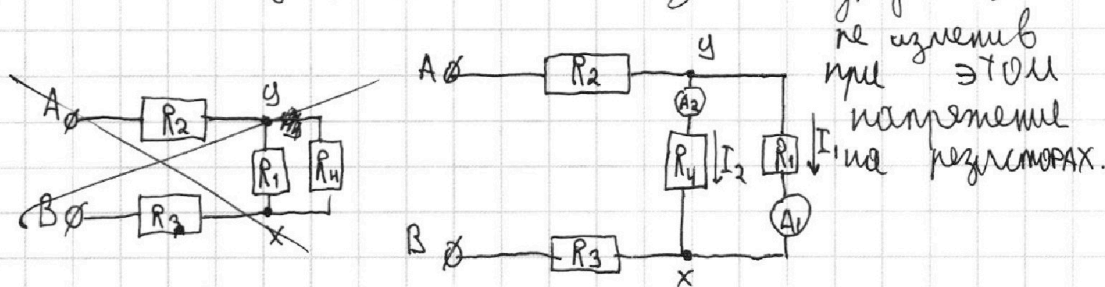 не изменив
при этом
напряжение
на резисторах.
A
R2
y
A2
R4
I2
R1
I1
A1
B
R3
x
A
R2
y
R1
R4
B
R3
x